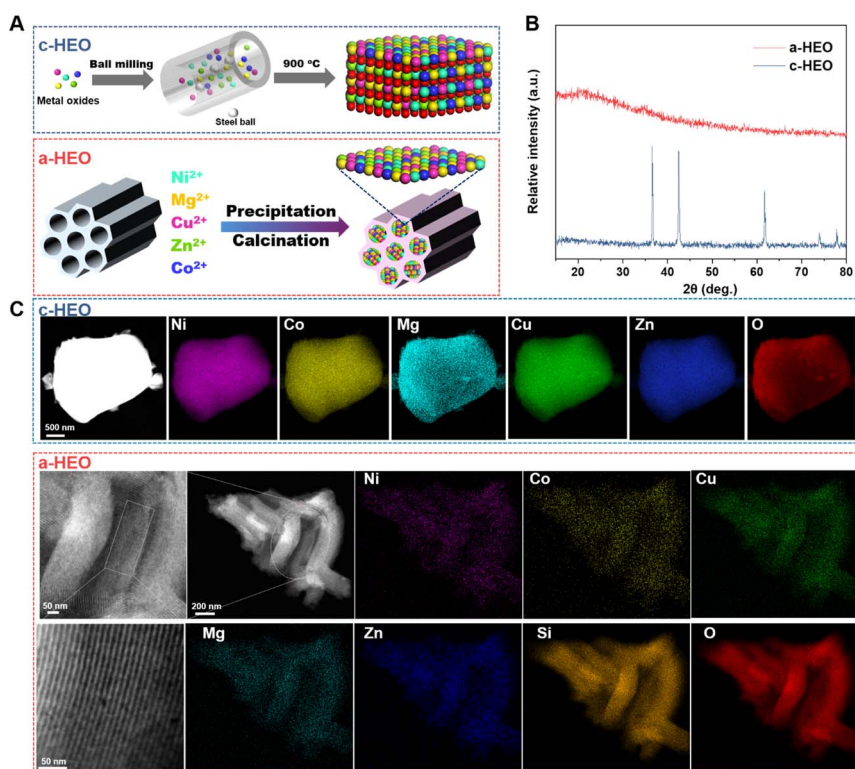 A
c-HEO
Ball milling
900 °C
Metal oxides
Steel ball
a-HEO
Ni2+
Mg2+
Cu2+
Zn2+
Co2+
Precipitation
Calcination
B
a-HEO
c-HEO
Relative intensity (a.u.)
20 30 40 50 60 70 80
2θ (deg.)
C
c-HEO
Ni Co Mg Cu Zn O
500 nm
a-HEO
Ni Co Cu
50 nm 200 nm
Mg Zn Si O
50 nm